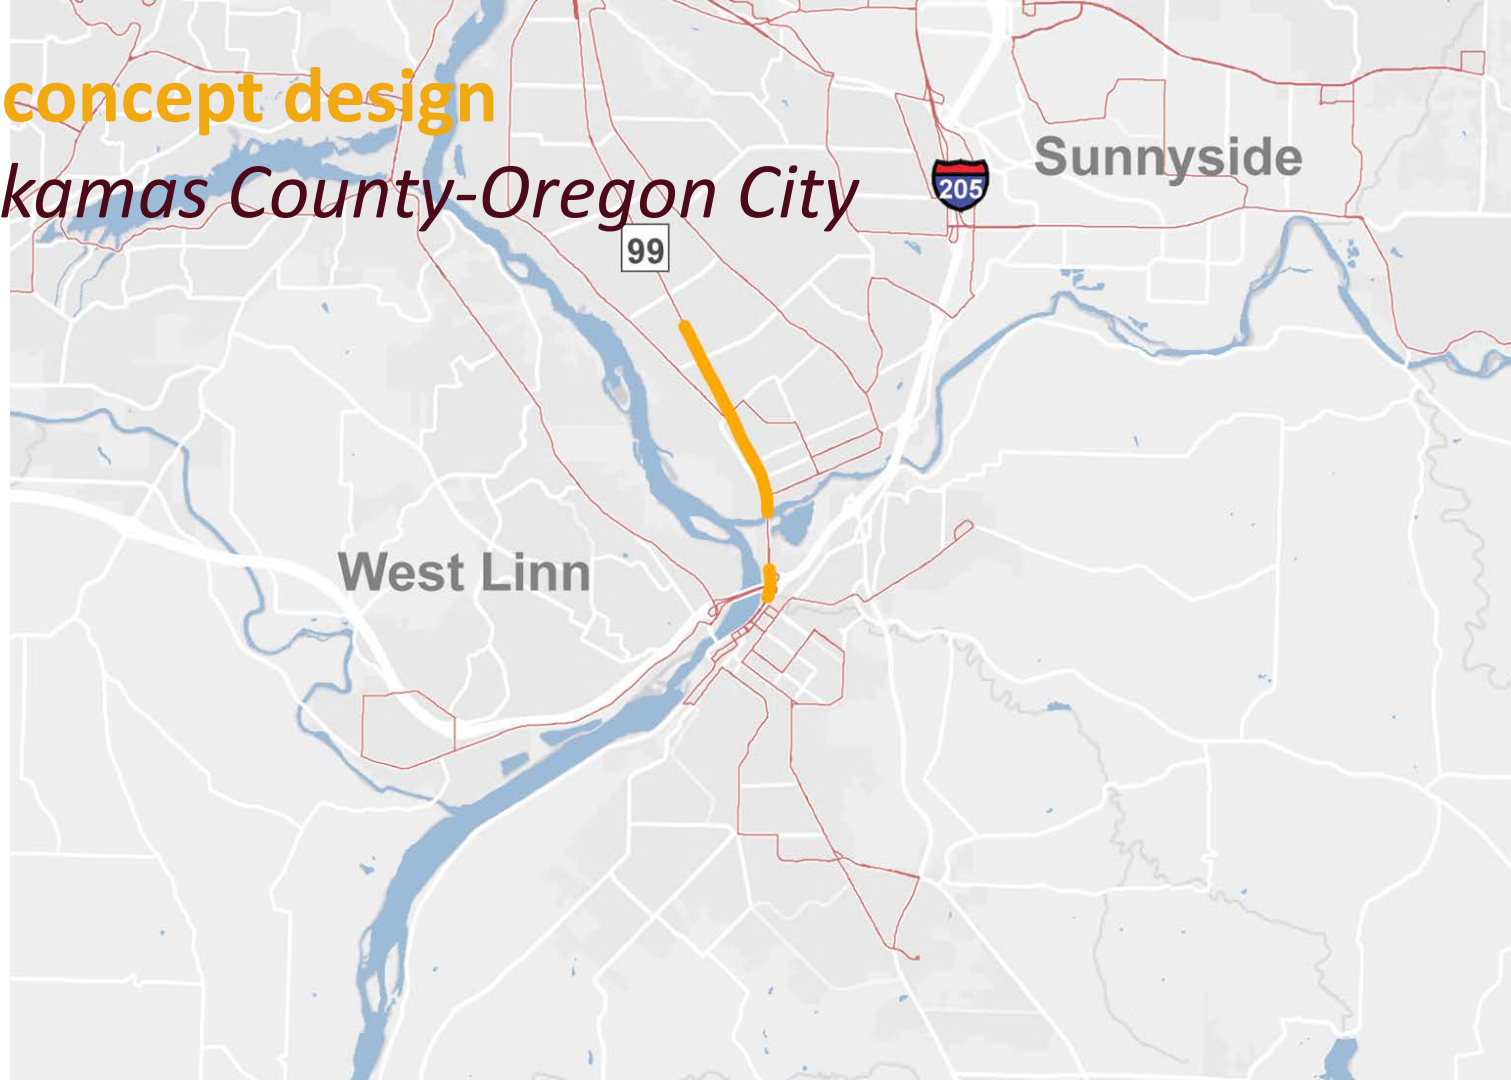 concept design
kamas County-Oregon City
Sunnyside
205
99
West Linn